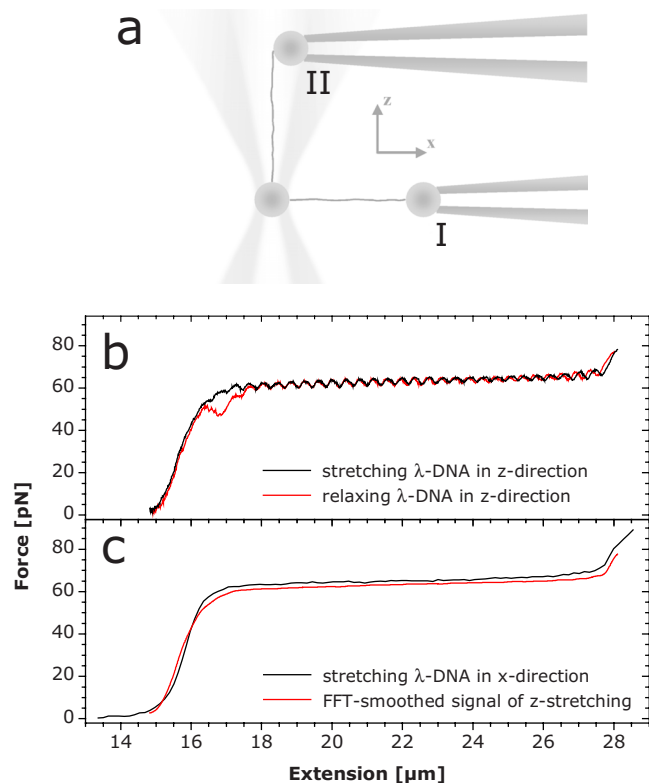 a
II
z
x
I
b
80
60
40
20
0
stretching λ-DNA in z-direction
relaxing λ-DNA in z-direction
Force [pN]
c
80
60
40
20
0
stretching λ-DNA in x-direction
FFT-smoothed signal of z-stretching
14 16 18 20 22 24 26 28
Extension [µm]